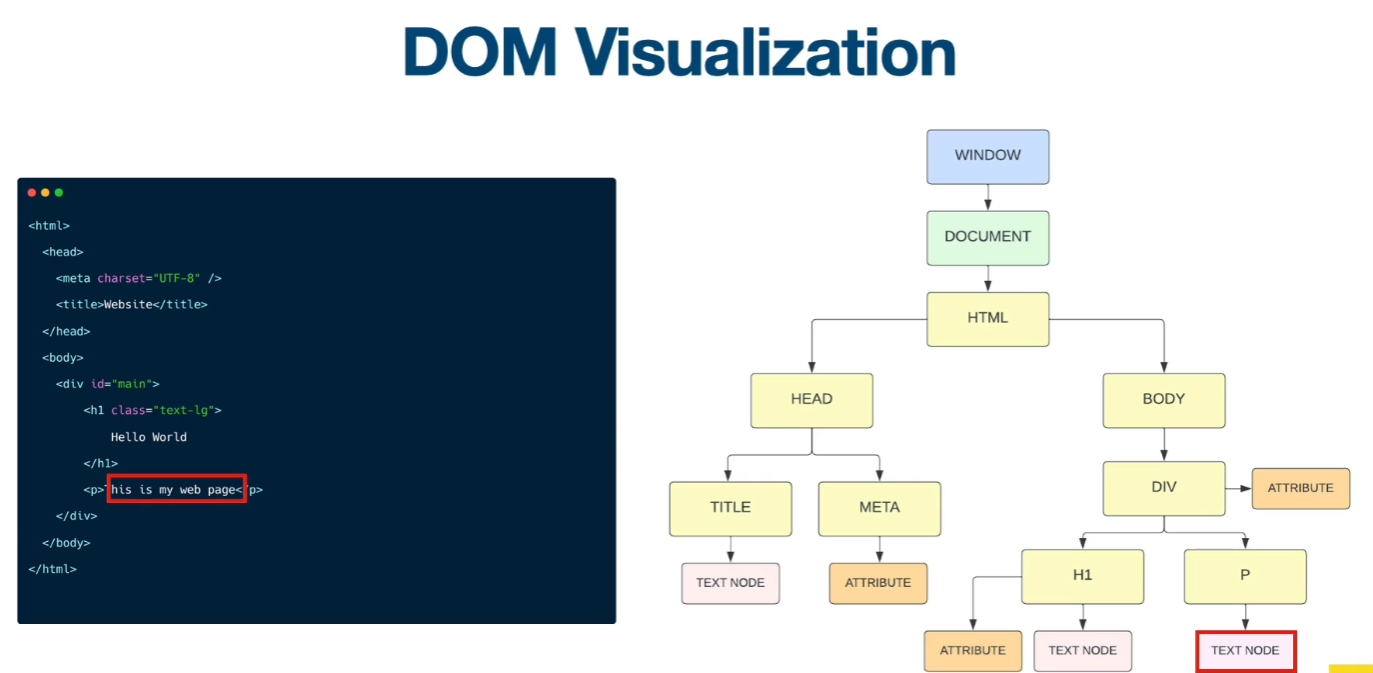 DOM Visualization
<html>
<head>
<meta charset="UTF-8" />
<title>Website</title>
</head>
<body>
<div id="main">
<h1 class="text-lg">
Hello World
</h1>
<p>This is my web page</p>
</div>
</body>
</html>
WINDOW
DOCUMENT
HTML
HEAD
BODY
TITLE
META
DIV
ATTRIBUTE
TEXT NODE
ATTRIBUTE
H1
P
ATTRIBUTE
TEXT NODE
TEXT NODE